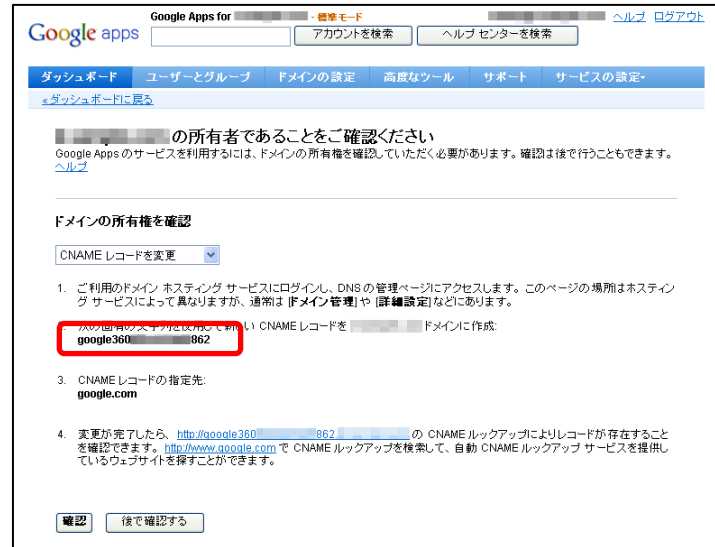 Google Apps for - 標準モード
ヘルプ ログアウト
Google apps アカウントを検索 ヘルプ センターを検索
ダッシュボード ユーザーとグループ ドメインの設定 高度なツール サポート サービスの設定
«ダッシュボードに戻る
の所有者であることをご確認ください
Google Apps のサービスを利用するには、ドメインの所有権を確認していただく必要があります。確認は後で行うこともできます。
ヘルプ
ドメインの所有権を確認
CNAME レコードを変更
1. ご利用のドメイン ホスティング サービスにログインし、DNS の管理ページにアクセスします。このページの場所はホスティン
グ サービスによって異なりますが、通常は [ドメイン管理] や [詳細設定] などにあります。
次の固有の文字列を使用して新しい CNAME レコードを ドメインに作成:
google360 862
3. CNAME レコードの指定先:
google.com
4. 変更が完了したら、http://google360 862. の CNAME ルックアップによりレコードが存在すること
を確認できます。http://www.google.com で CNAME ルックアップを検索して、自動 CNAME ルックアップ サービスを提供し
ているウェブサイトを探すことができます。
確認 後で確認する